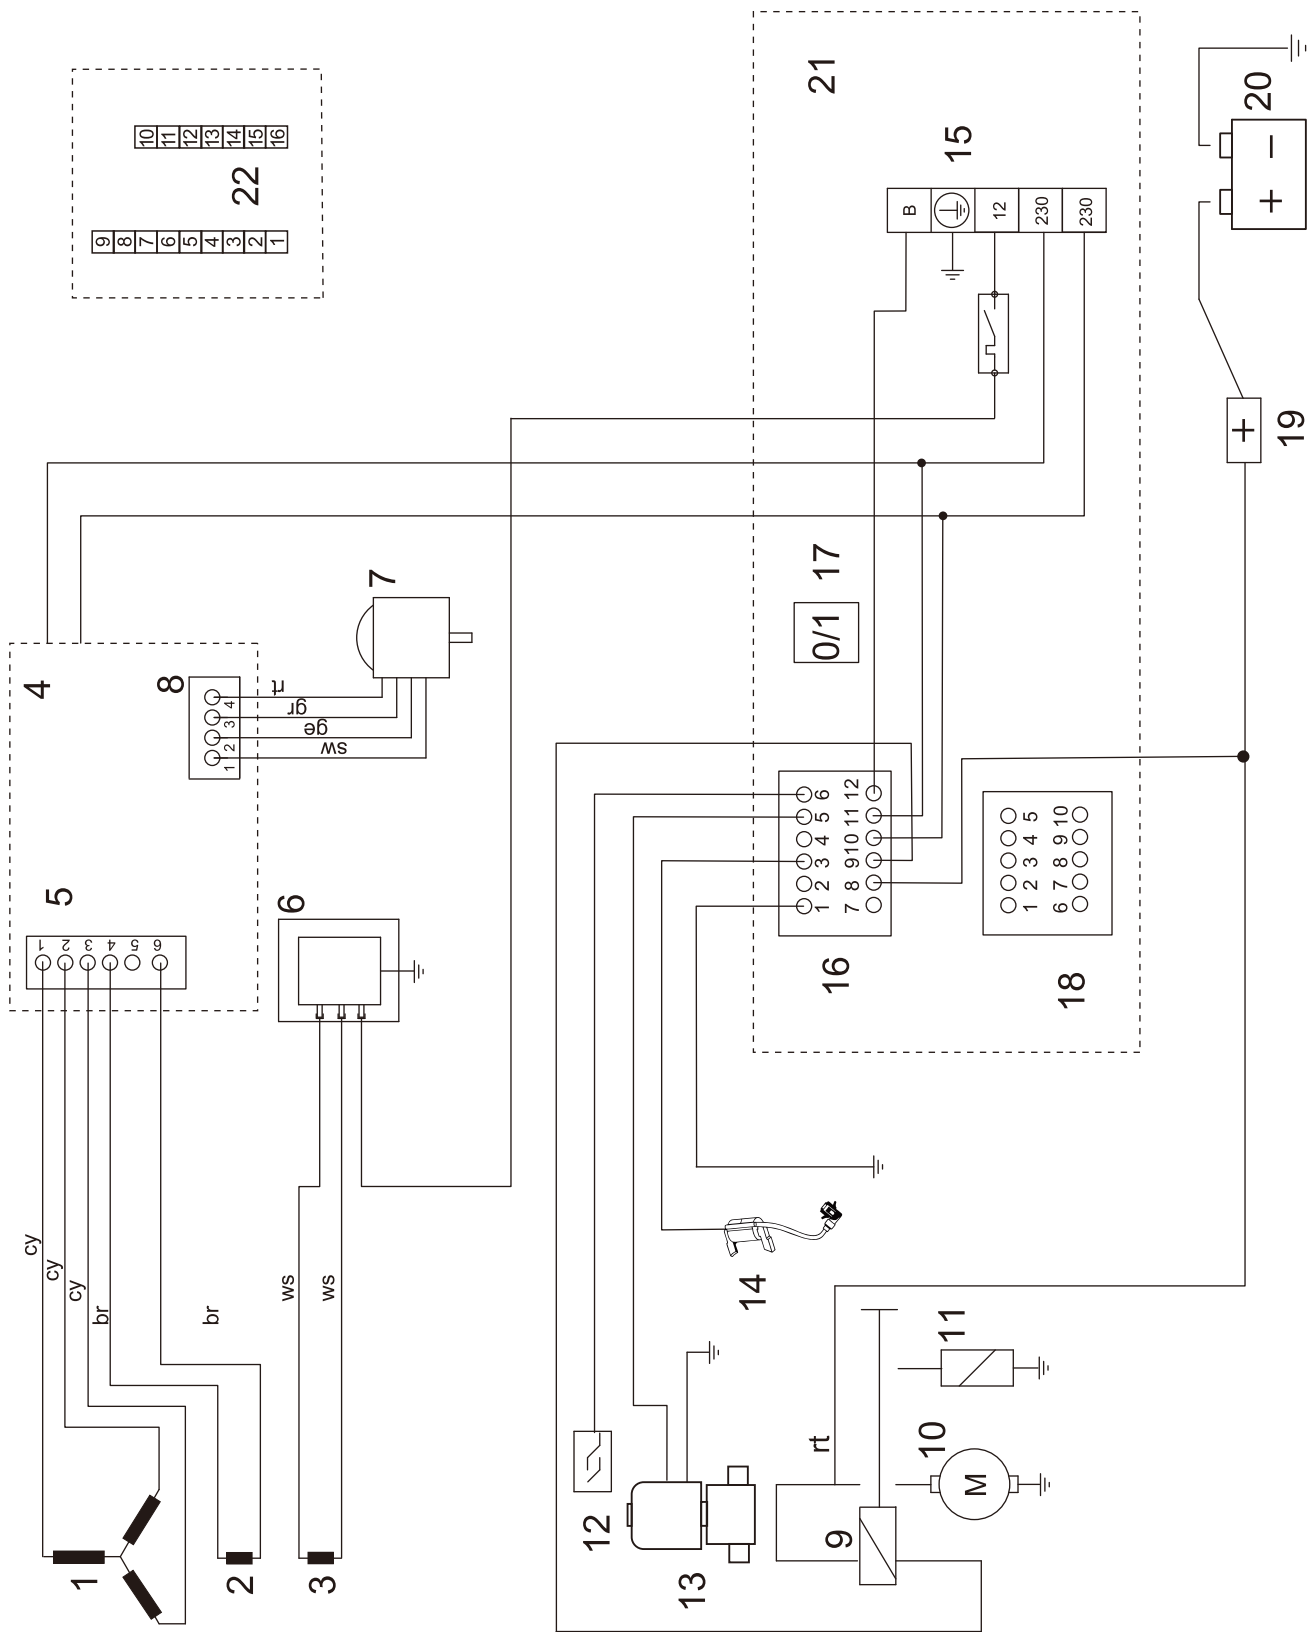 22
9 8 7 6 5 4 3 2 1
10 11 12 13 14 15 16
21
15
B
12
230
230
20
+ −
19
+
4
5
1 2 3 4 5 6
8
1 2 3 4
rt
gr
ge
sw
7
6
17
0/1
16
1 2 3 4 5 6
7 8 9 10 11 12
18
1 2 3 4 5
6 7 8 9 10
cy
cy
cy
br
br
ws
ws
1
2
3
14
12
13
rt
9
10
M
11